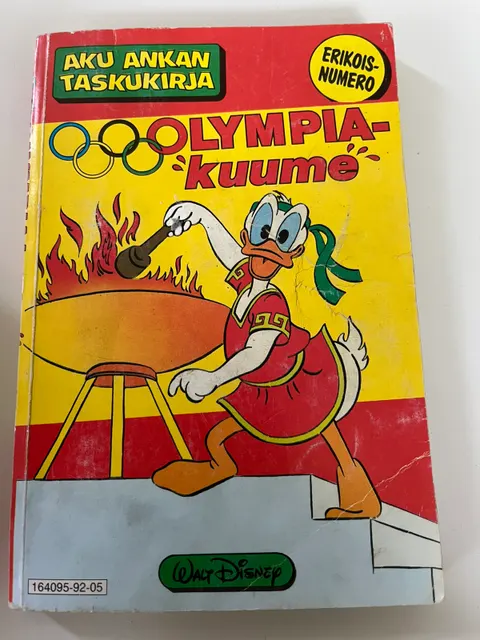 AKU ANKAN
TASKUKIRJA
ERIKOIS-
NUMERO
OLYMPIA-
kuume
WALT DISNEY
164095-92-05